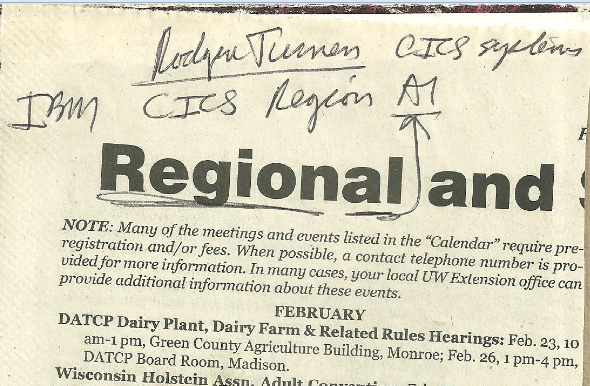 Rodger Turner CICS systems
IBM CICS Region A1
Regional and
NOTE: Many of the meetings and events listed in the "Calendar" require pre-
registration and/or fees. When possible, a contact telephone number is pro-
vided for more information. In many cases, your local UW Extension office can
provide additional information about these events.
FEBRUARY
DATCP Dairy Plant, Dairy Farm & Related Rules Hearings: Feb. 23, 10
am-1 pm, Green County Agriculture Building, Monroe; Feb. 26, 1 pm-4 pm,
DATCP Board Room, Madison.
Wisconsin Holstein Assn. Adult